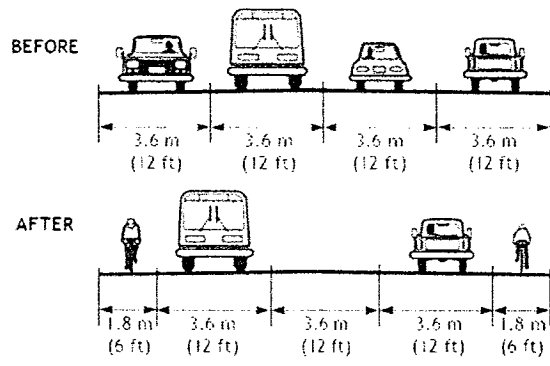 BEFORE
3.6 m 3.6 m 3.6 m 3.6 m
(12 ft) (12 ft) (12 ft) (12 ft)
AFTER
1.8 m 3.6 m 3.6 m 3.6 m 1.8 m
(6 ft) (12 ft) (12 ft) (12 ft) (6 ft)